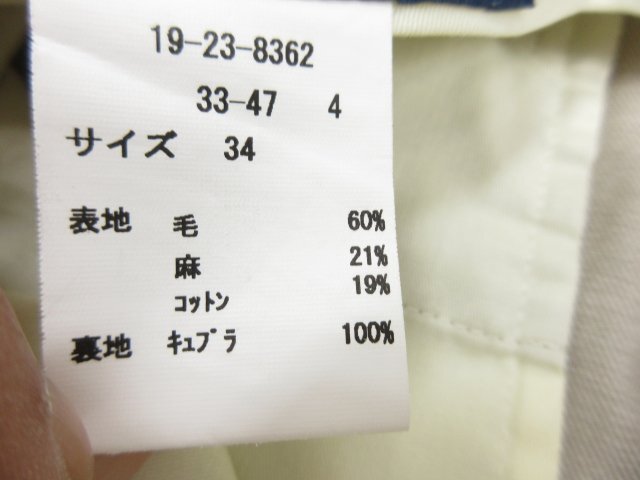 19-23-8362
33-47 4
サイズ 34
表地 毛 60%
麻 21%
コットン 19%
裏地 ｷｭﾌﾟﾗ 100%